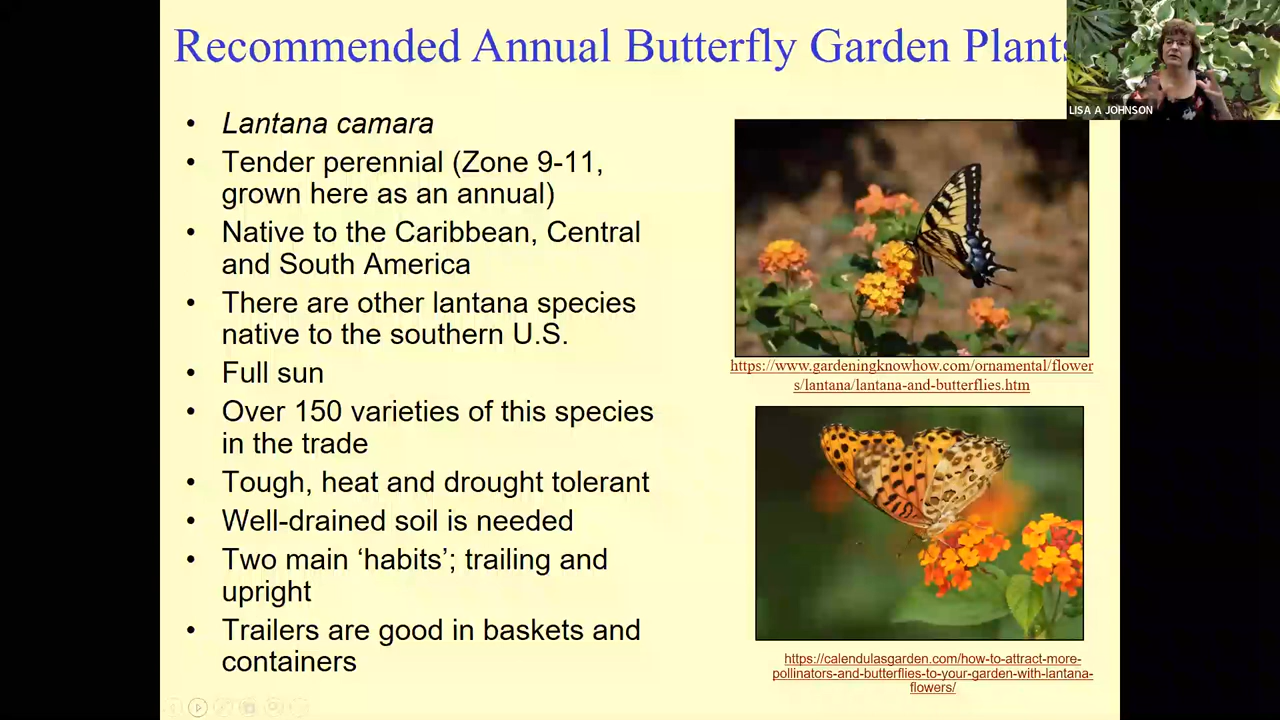 Recommended Annual Butterfly Garden Plants
LISA A JOHNSON
• Lantana camara
• Tender perennial (Zone 9-11,
grown here as an annual)
• Native to the Caribbean, Central
and South America
• There are other lantana species
native to the southern U.S.
• Full sun
• Over 150 varieties of this species
in the trade
• Tough, heat and drought tolerant
• Well-drained soil is needed
• Two main ‘habits’; trailing and
upright
• Trailers are good in baskets and
containers
https://www.gardeningknowhow.com/ornamental/flower
s/lantana/lantana-and-butterflies.htm
https://calendulasgarden.com/how-to-attract-more-
pollinators-and-butterflies-to-your-garden-with-lantana-
flowers/